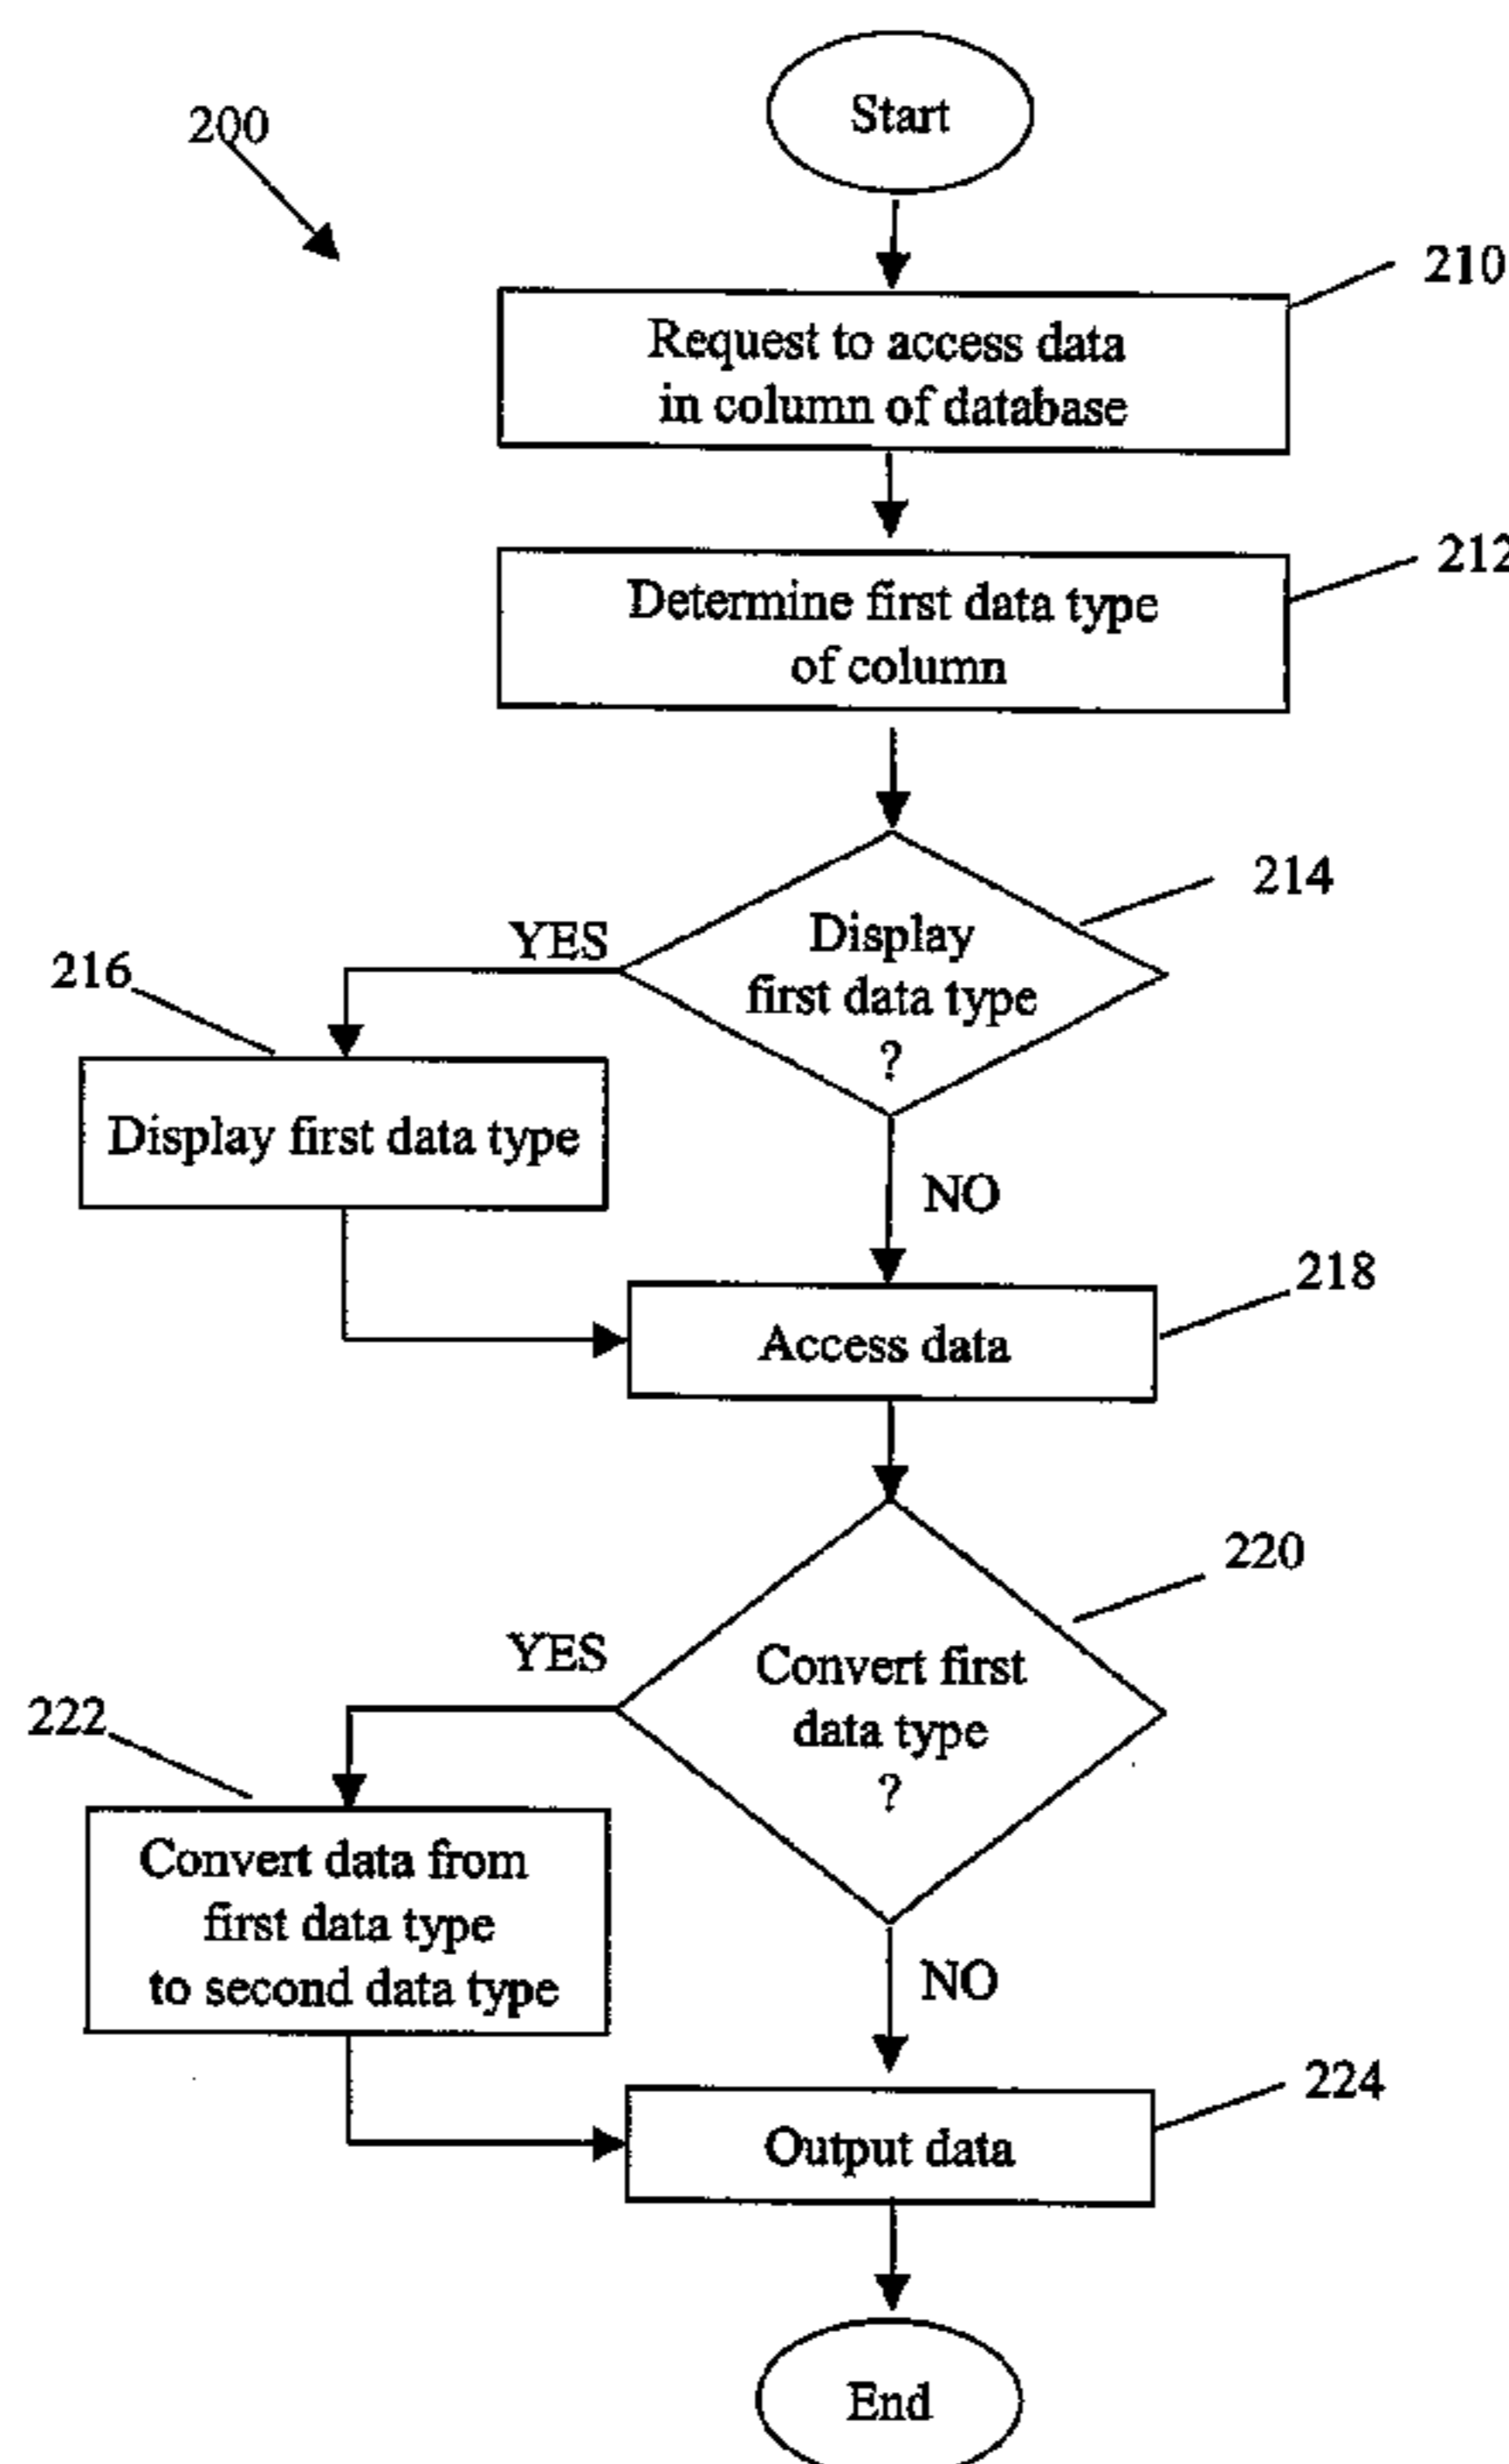 Start
200
210
Request to access data
in column of database
212
Determine first data type
of column
214
Display
first data type
?
YES
216
Display first data type
NO
218
Access data
220
Convert first
data type
?
YES
222
Convert data from
first data type
to second data type
NO
224
Output data
End